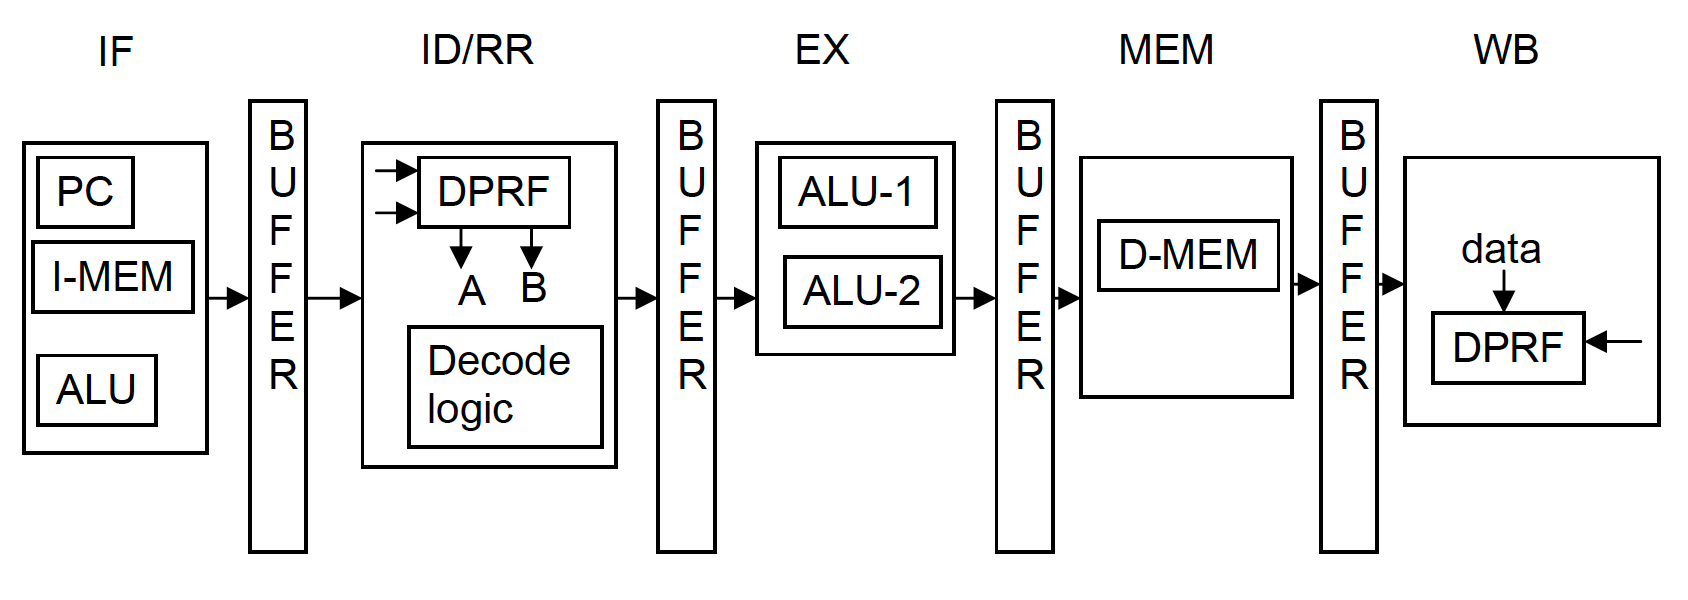 IF
ID/RR
EX
MEM
WB
PC
I-MEM
ALU
BUFFER
DPRF
A
B
Decode
logic
BUFFER
ALU-1
ALU-2
BUFFER
D-MEM
BUFFER
data
DPRF